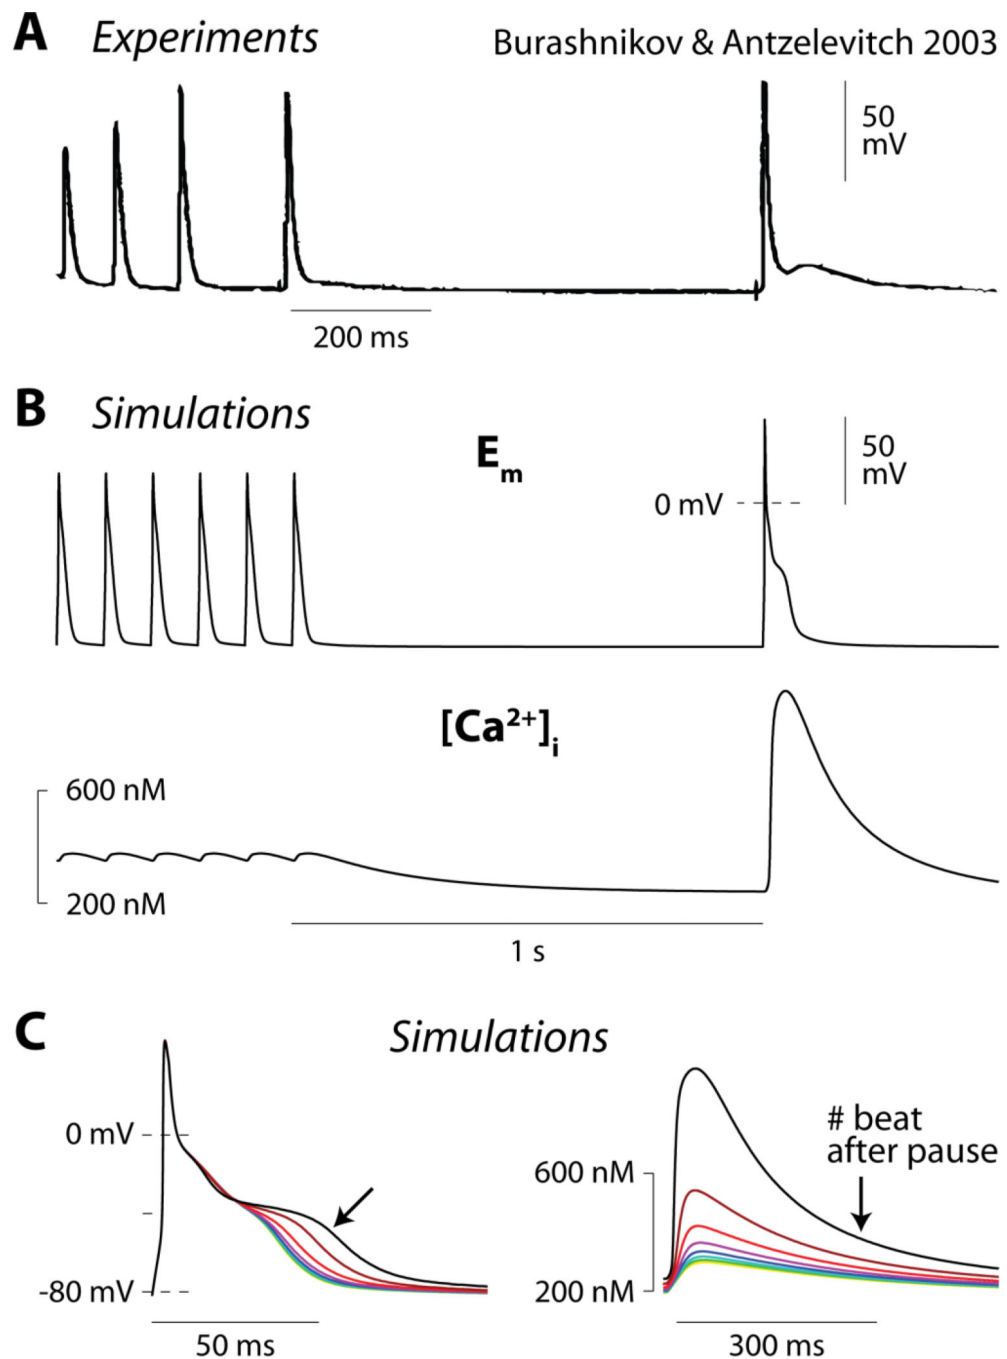 A Experiments Burashnikov & Antzelevitch 2003
50
mV
200 ms
B Simulations
Em
50
mV
0 mV
[Ca2+]i
600 nM
200 nM
1 s
C Simulations
0 mV
-80 mV
50 ms
# beat
after pause
600 nM
200 nM
300 ms